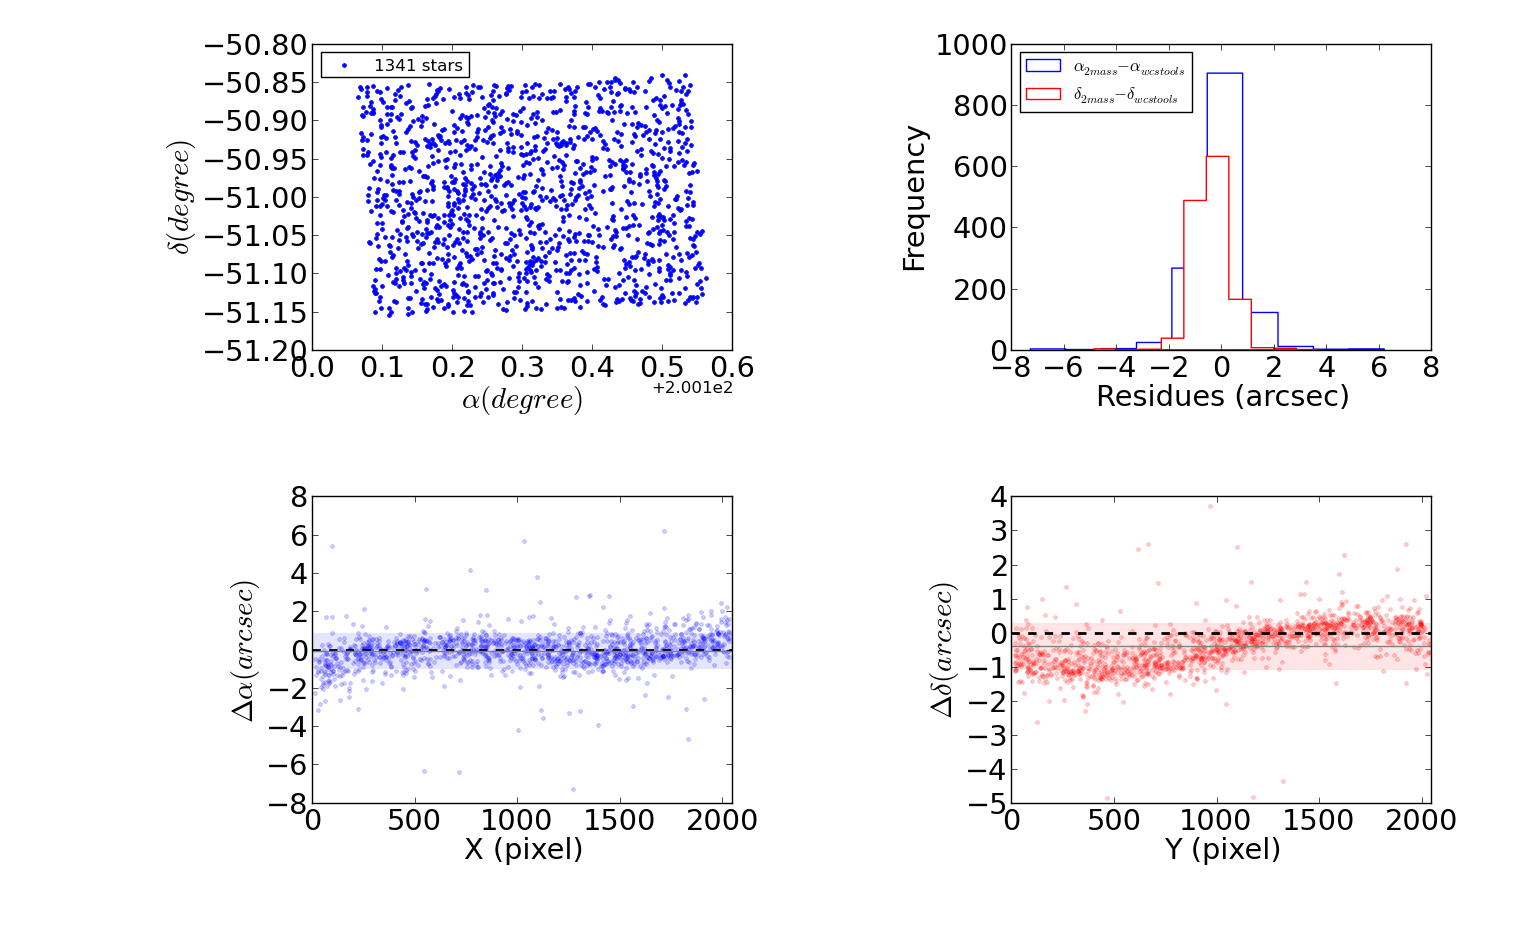 −50.80
−50.85
−50.90
−50.95
−51.00
−51.05
−51.10
−51.15
−51.20
δ(degree)
1341 stars
0.0 0.1 0.2 0.3 0.4 0.5 0.6
+2.001e2
α(degree)
1000
800
600
400
200
0
Frequency
α2mass−αwcstools
δ2mass−δwcstools
−8 −6 −4 −2 0 2 4 6 8
Residues (arcsec)
8
6
4
2
0
−2
−4
−6
−8
Δα(arcsec)
0 500 1000 1500 2000
X (pixel)
4
3
2
1
0
−1
−2
−3
−4
−5
Δδ(arcsec)
0 500 1000 1500 2000
Y (pixel)